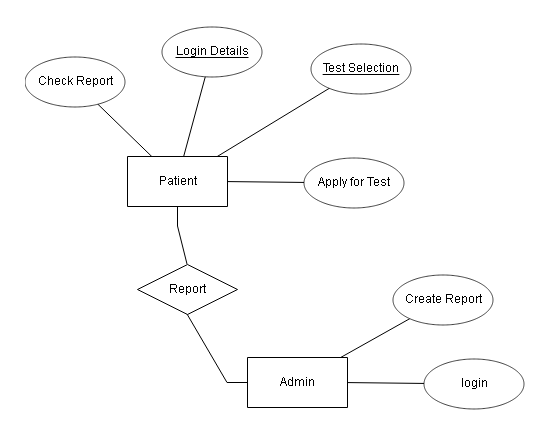 Login Details
Test Selection
Check Report
Patient
Apply for Test
Report
Create Report
Admin
login